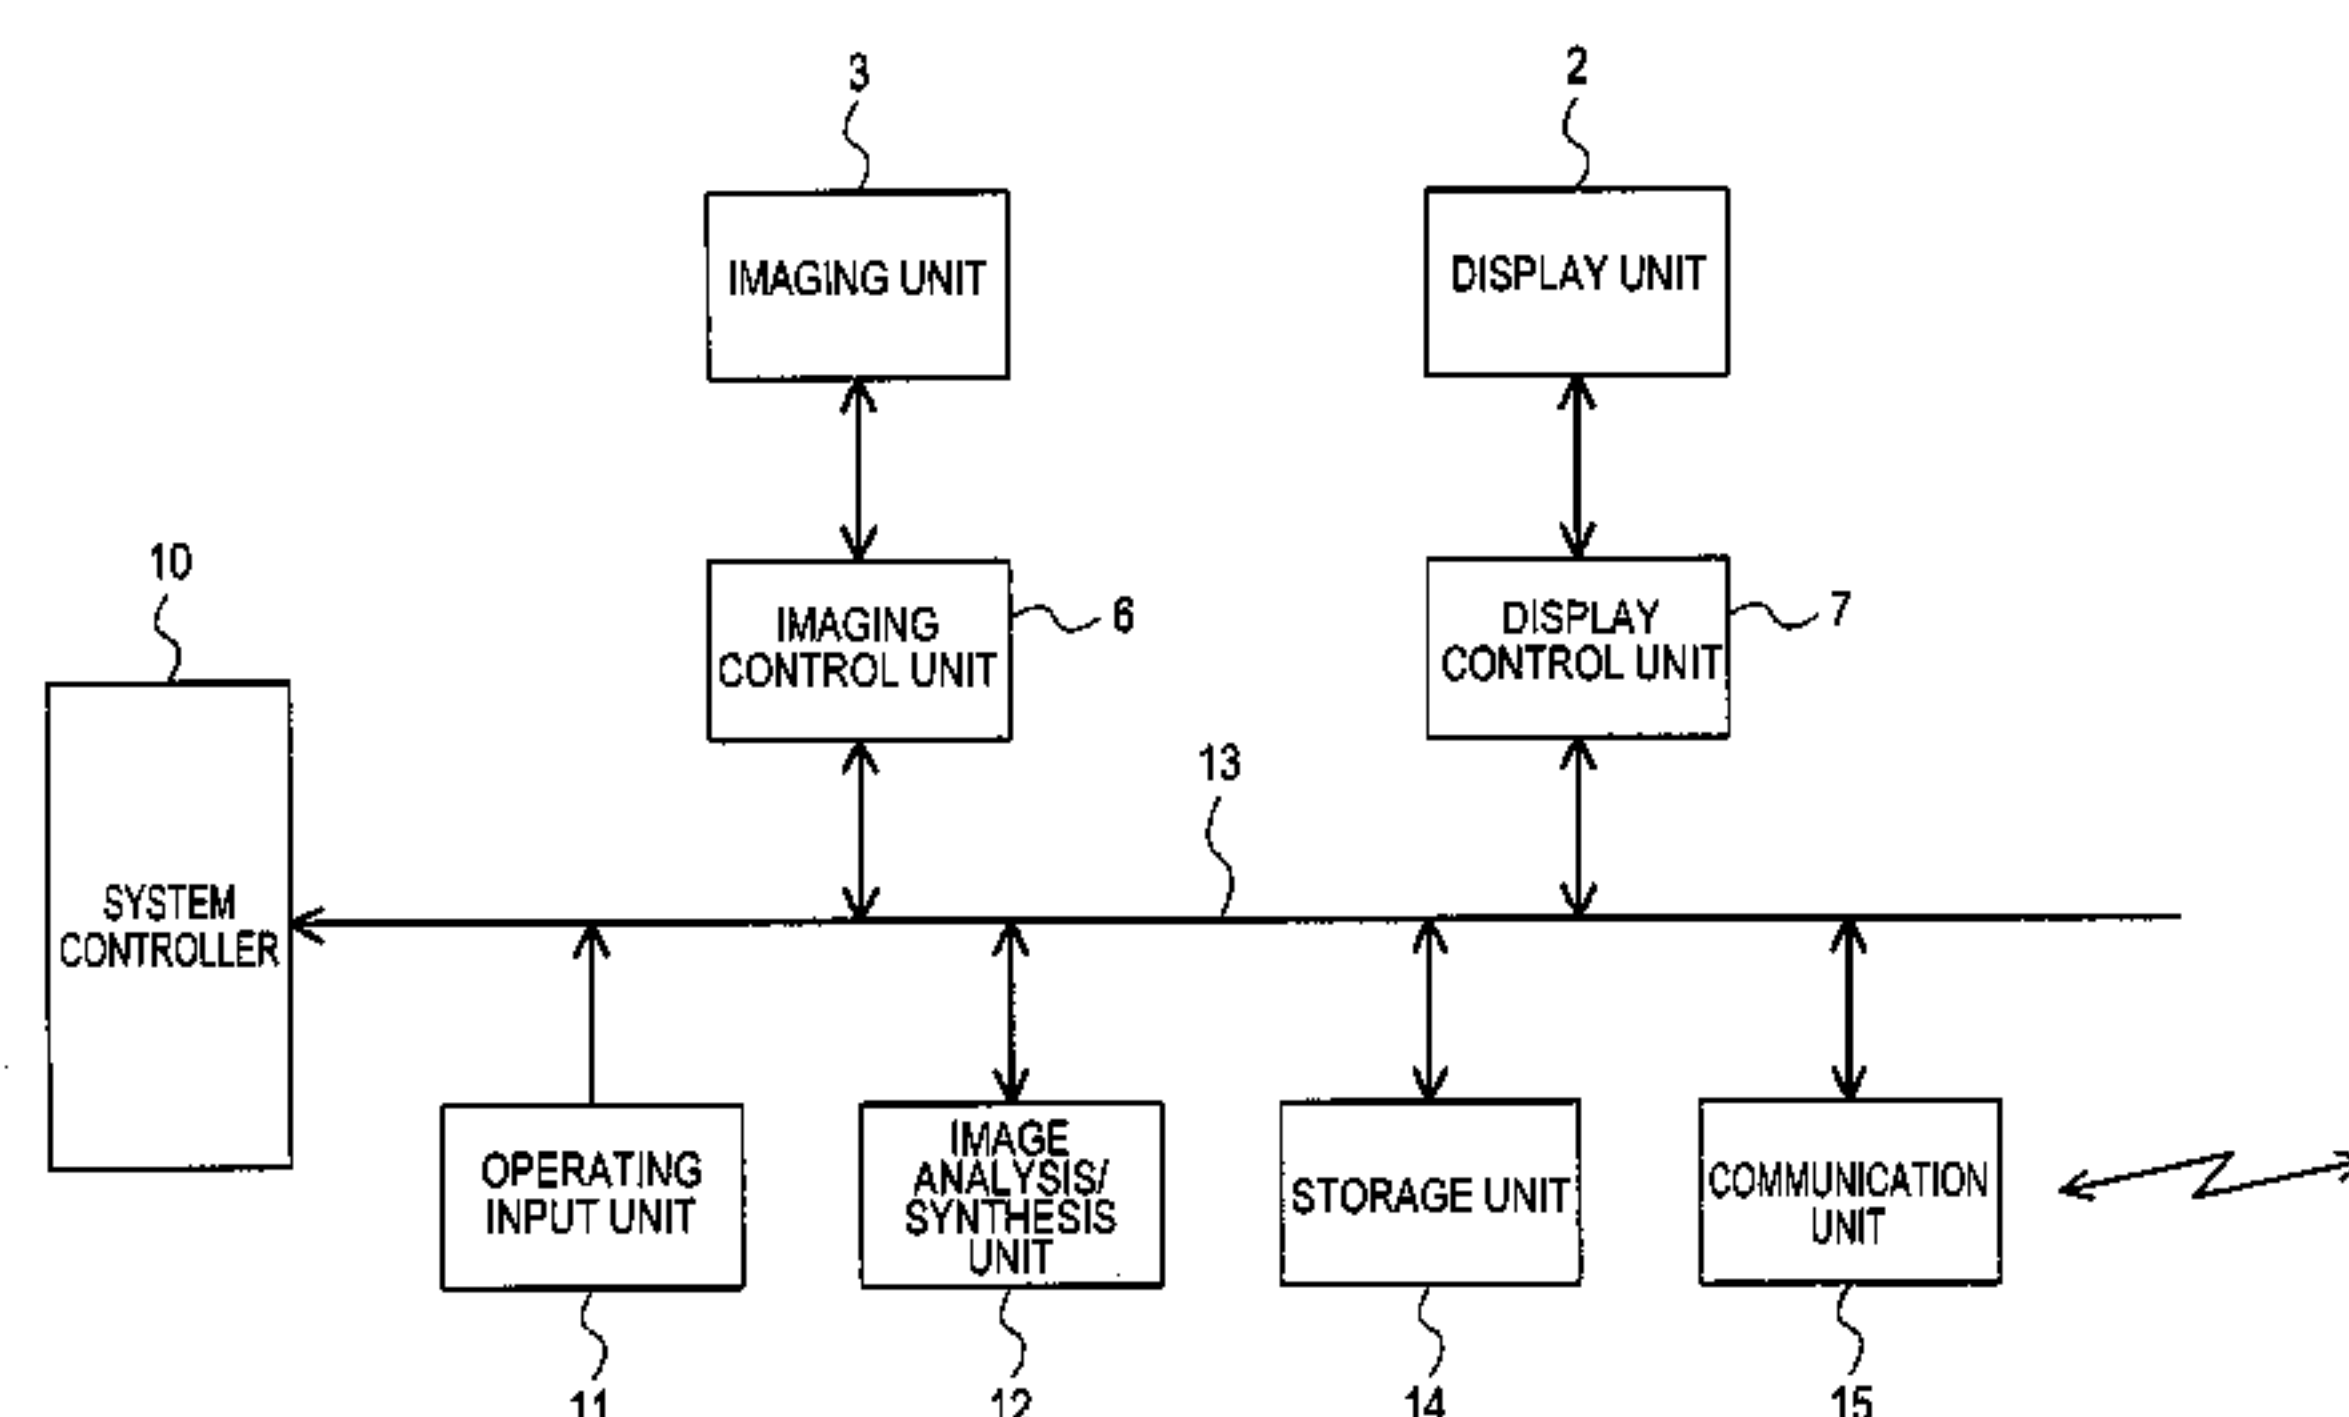 3
2
IMAGING UNIT
DISPLAY UNIT
10
IMAGING
CONTROL UNIT
6
DISPLAY
CONTROL UNIT
7
13
SYSTEM
CONTROLLER
OPERATING
INPUT UNIT
IMAGE
ANALYSIS/
SYNTHESIS
UNIT
STORAGE UNIT
COMMUNICATION
UNIT
11
12
14
15